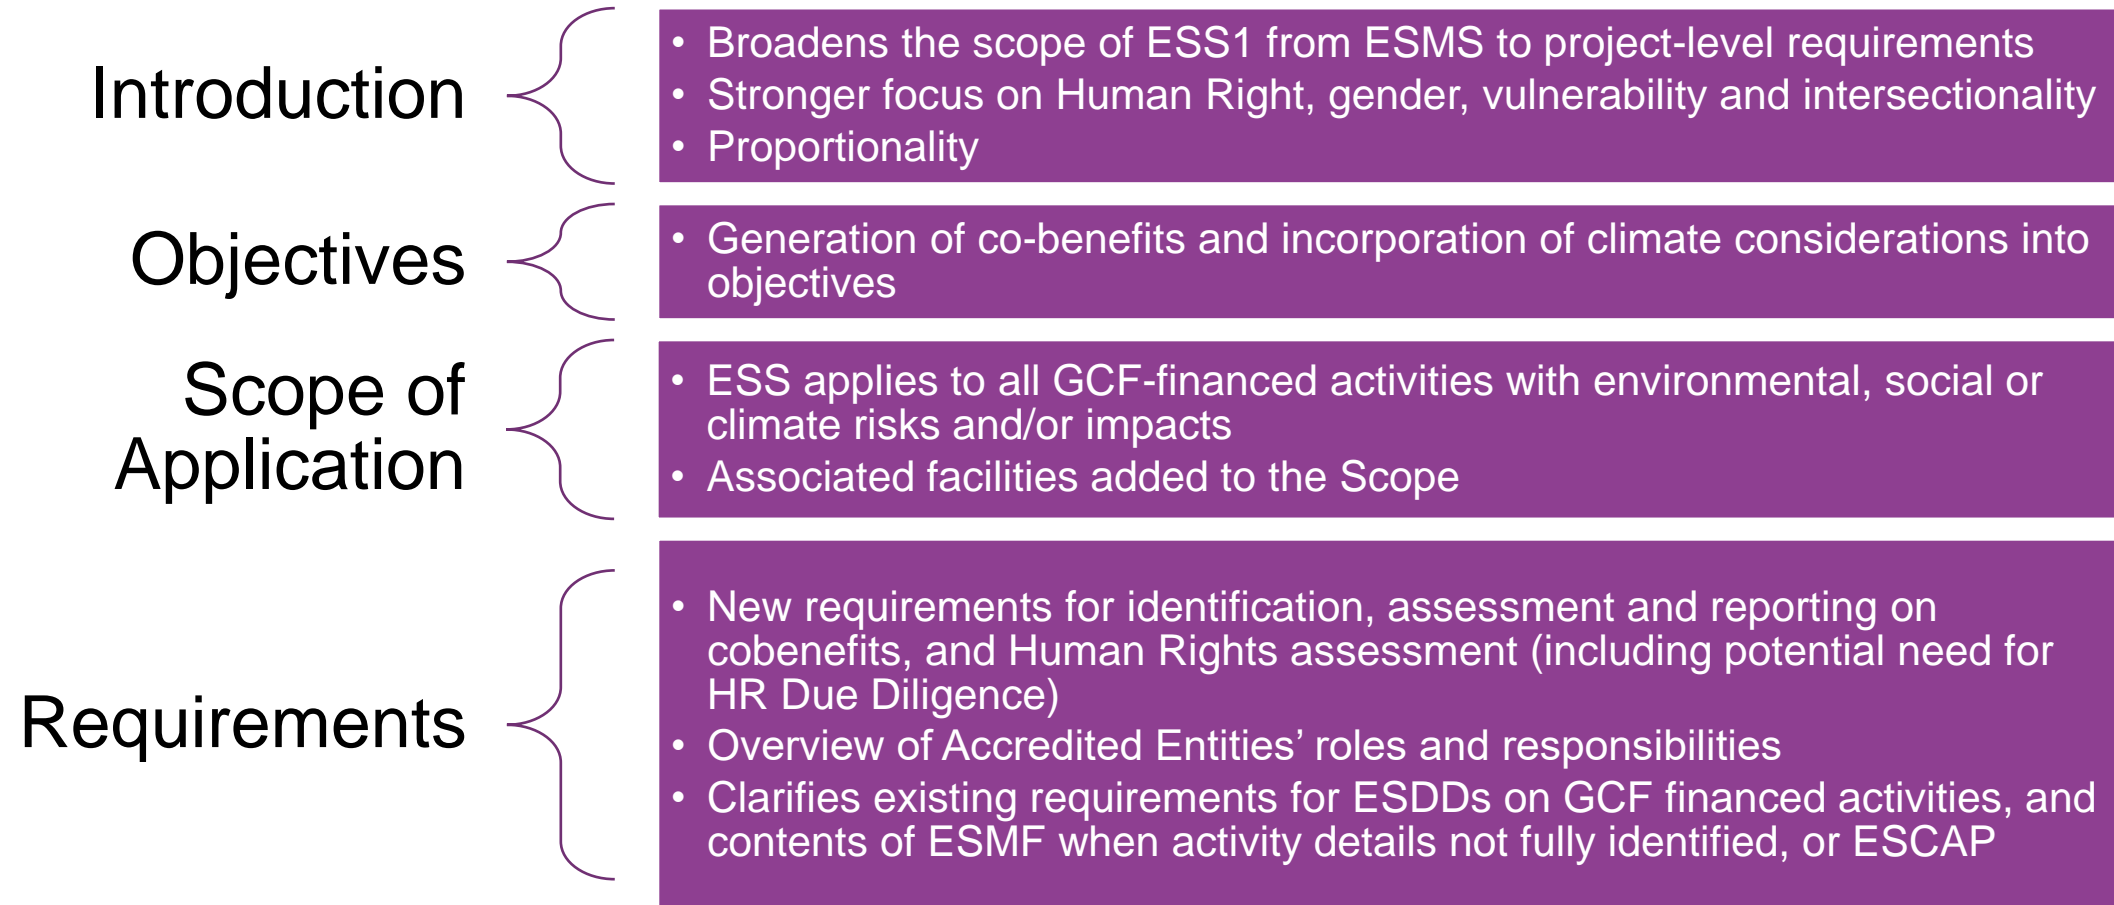 Introduction
• Broadens the scope of ESS1 from ESMS to project-level requirements
• Stronger focus on Human Right, gender, vulnerability and intersectionality
• Proportionality
Objectives
• Generation of co-benefits and incorporation of climate considerations into
objectives
Scope of
Application
• ESS applies to all GCF-financed activities with environmental, social or
climate risks and/or impacts
• Associated facilities added to the Scope
Requirements
• New requirements for identification, assessment and reporting on
cobenefits, and Human Rights assessment (including potential need for
HR Due Diligence)
• Overview of Accredited Entities’ roles and responsibilities
• Clarifies existing requirements for ESDDs on GCF financed activities, and
contents of ESMF when activity details not fully identified, or ESCAP